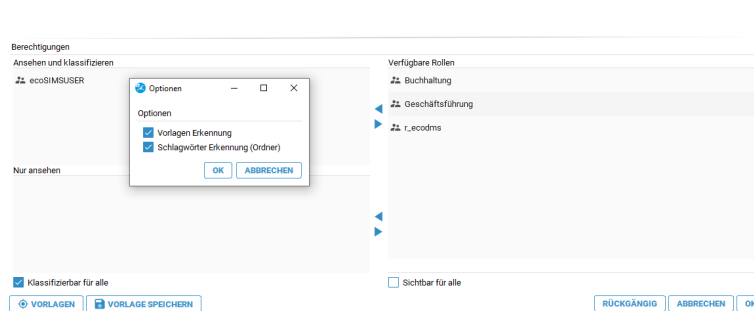 Berechtigungen
Ansehen und klassifizieren
Verfügbare Rollen
ecoSIMSUSER
Buchhaltung
Geschäftsführung
r_ecodms
Optionen
Optionen
Vorlagen Erkennung
Schlagwörter Erkennung (Ordner)
OK
ABBRECHEN
Nur ansehen
Klassifizierbar für alle
Sichtbar für alle
VORLAGEN
VORLAGE SPEICHERN
RÜCKGÄNGIG
ABBRECHEN
OK